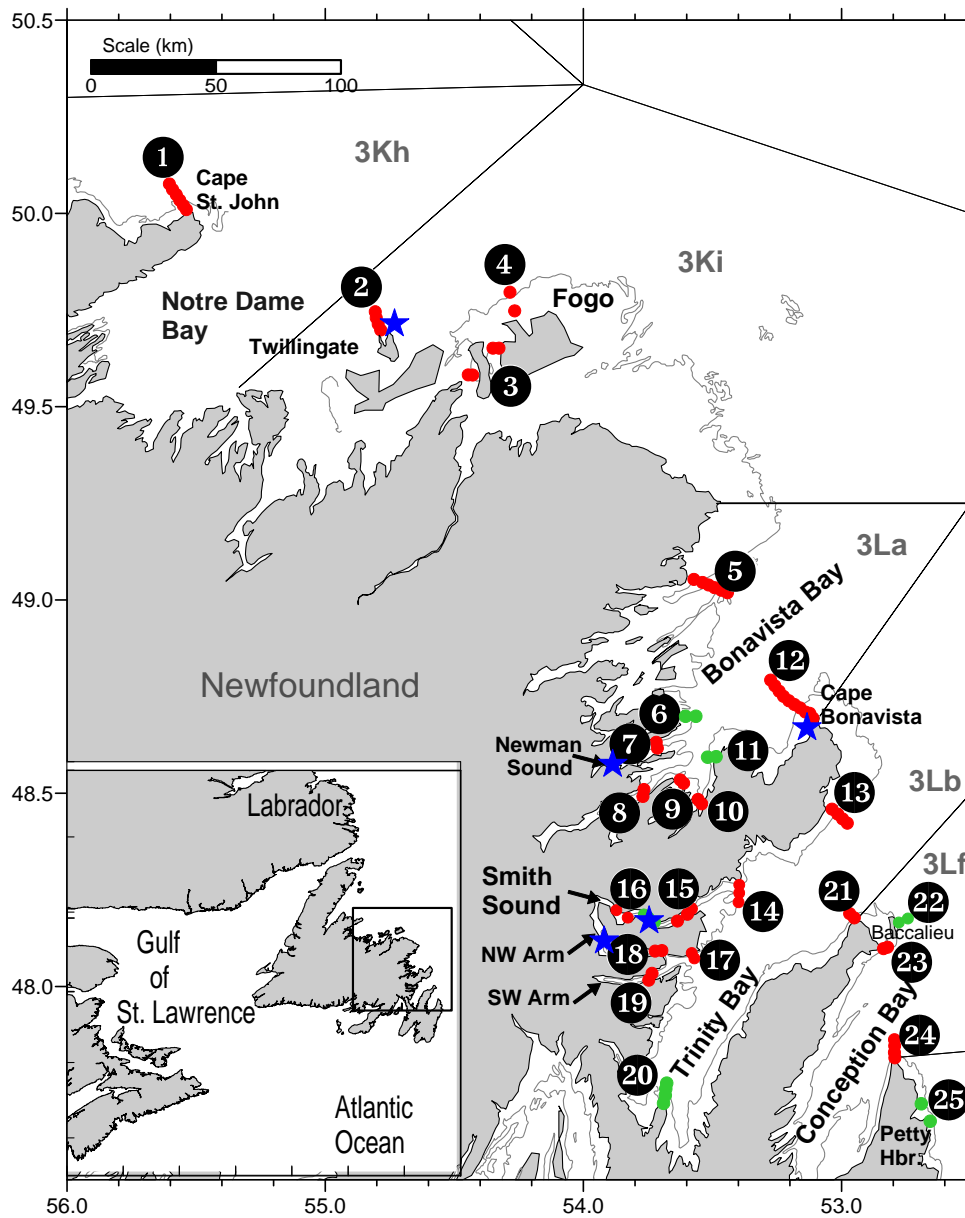 50.5
Scale (km)
0
50
100
3Kh
1
Cape
St. John
50.0
4
3Ki
2
Notre Dame
Bay
Fogo
Twillingate
3
49.5
3La
5
49.0
Bonavista Bay
12
Newfoundland
Cape
Bonavista
6
7
Newman
Sound
11
48.5
Labrador
8
9
10
13
3Lb
3Lf
Smith
Sound
16
15
14
21
22
Baccalieu
Gulf
of
St. Lawrence
NW Arm
18
17
23
48.0
SW Arm
19
Trinity Bay
Conception Bay
24
20
25
Atlantic
Ocean
Petty
Hbr.
56.0
55.0
54.0
53.0